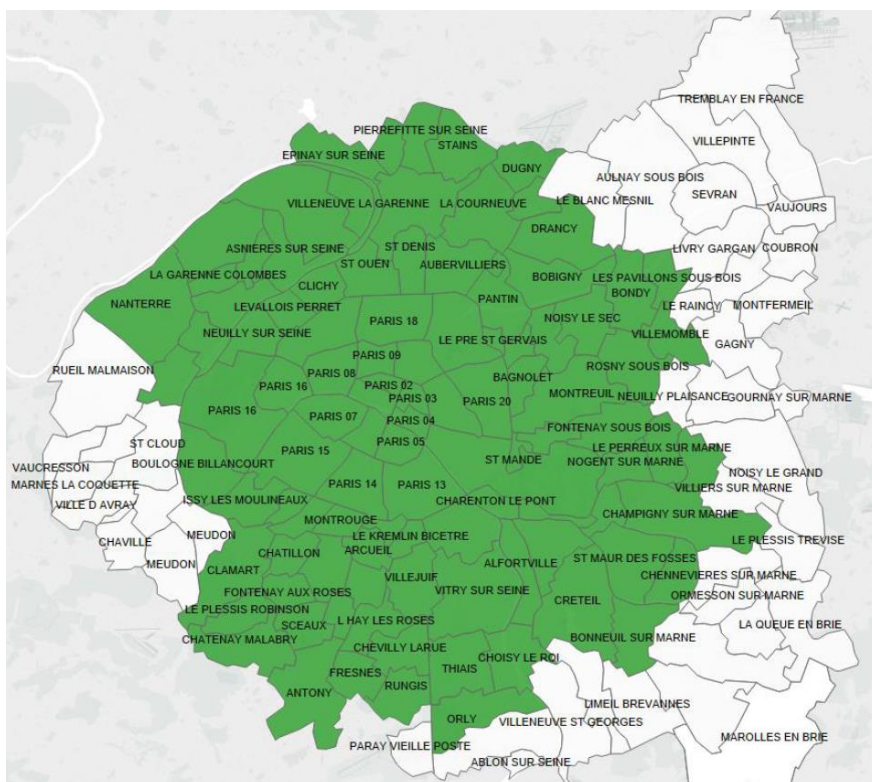 TREMBLAY EN FRANCE
PIERREFITTE SUR SEINE
STAINS
VILLEPINTE
EPINAY SUR SEINE
DUGNY
AULNAY SOUS BOIS
SEVRAN
LE BLANC MESNIL
VAUJOURS
VILLENEUVE LA GARENNE
LA COURNEUVE
DRANCY
ASNIERES SUR SEINE
ST DENIS
LIVRY GARGAN
COUBRON
ST OUEN
AUBERVILLIERS
LA GARENNE COLOMBES
BOBIGNY
LES PAVILLONS SOUS BOIS
CLICHY
BONDY
NANTERRE
LEVALLOIS PERRET
PANTIN
LE RAINCY
MONTFERMEIL
PARIS 18
NOISY LE SEC
NEUILLY SUR SEINE
LE PRE ST GERVAIS
VILLEMOMBLE
GAGNY
PARIS 09
RUEIL MALMAISON
PARIS 08
ROSNY SOUS BOIS
BAGNOLET
PARIS 16
PARIS 02
MONTREUIL
NEUILLY PLAISANCE
GOURNAY SUR MARNE
PARIS 03
PARIS 20
PARIS 16
PARIS 07
PARIS 04
FONTENAY SOUS BOIS
ST CLOUD
PARIS 05
LE PERREUX SUR MARNE
PARIS 15
ST MANDE
NOGENT SUR MARNE
VAUCRESSON
BOULOGNE BILLANCOURT
NOISY LE GRAND
MARNES LA COQUETTE
PARIS 14
PARIS 13
VILLIERS SUR MARNE
VILLE D AVRAY
ISSY LES MOULINEAUX
CHARENTON LE PONT
MONTROUGE
CHAMPIGNY SUR MARNE
MEUDON
LE KREMLIN BICETRE
LE PLESSIS TREVISE
CHAVILLE
CHATILLON
ARCUEIL
ST MAUR DES FOSSES
MEUDON
CLAMART
ALFORTVILLE
CHENNEVIERES SUR MARNE
VILLEJUIF
FONTENAY AUX ROSES
VITRY SUR SEINE
ORMESSON SUR MARNE
CRETEIL
LE PLESSIS ROBINSON
SCEAUX
L HAY LES ROSES
LA QUEUE EN BRIE
CHATENAY MALABRY
BONNEUIL SUR MARNE
CHEVILLY LARUE
CHOISY LE ROI
FRESNES
THIAIS
ANTONY
RUNGIS
LIMEIL BREVANNES
ORLY
VILLENEUVE ST GEORGES
MAROLLES EN BRIE
PARAY VIEILLE POSTE
ABLON SUR SEINE